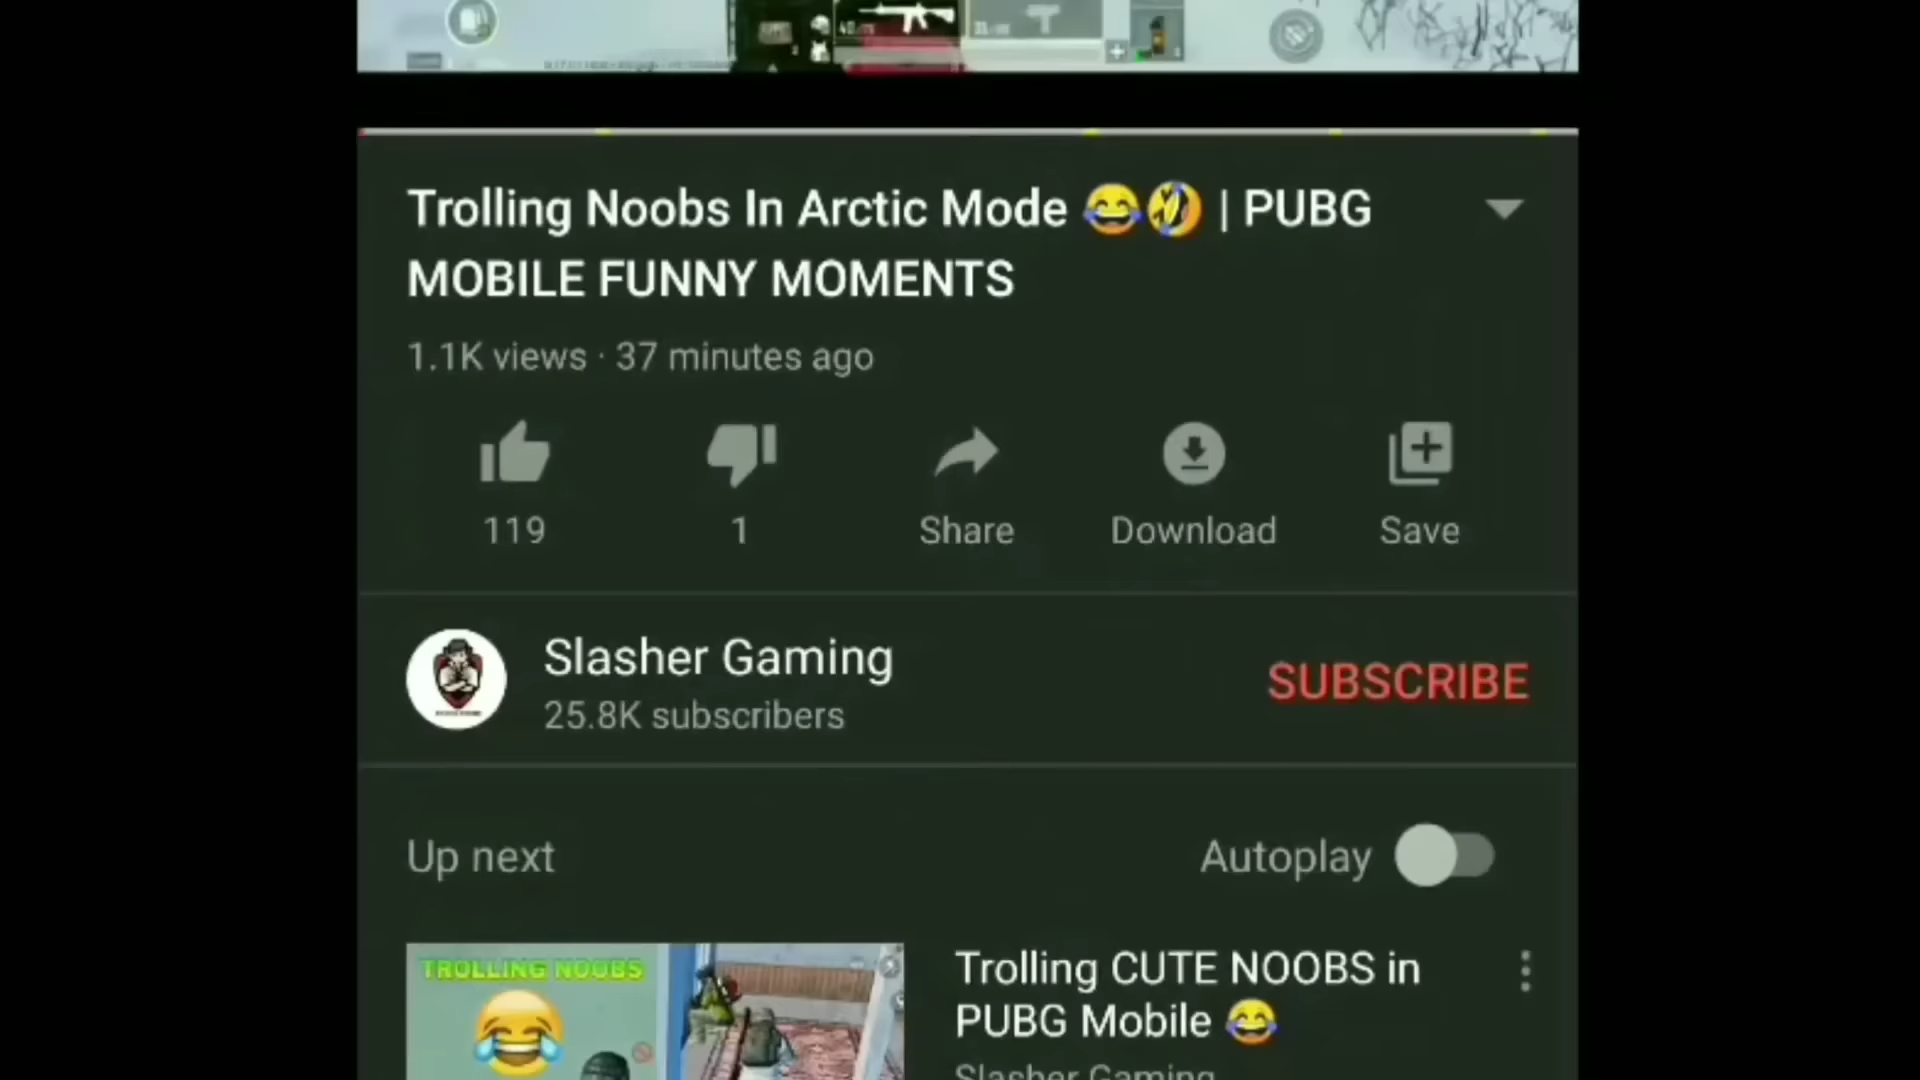 Trolling Noobs In Arctic Mode 😂🤣 | PUBG
MOBILE FUNNY MOMENTS
1.1K views · 37 minutes ago
119
1
Share
Download
Save
Slasher Gaming
25.8K subscribers
SUBSCRIBE
Up next
Autoplay
TROLLING NOOBS
Trolling CUTE NOOBS in
PUBG Mobile 😂
Slasher Gaming